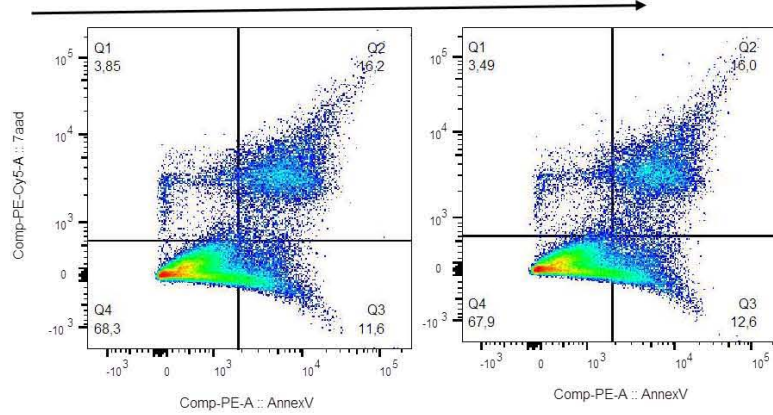 Q1
3,85
Q2
16,2
Q4
68,3
Q3
11,6
10^5
10^4
10^3
0
-10^3
-10^3
0
10^3
10^4
10^5
Comp-PE-Cy5-A :: 7aad
Comp-PE-A :: AnnexV
Q1
3,49
Q2
16,0
Q4
67,9
Q3
12,6
10^5
10^4
10^3
0
-10^3
-10^3
0
10^3
10^4
10^5
Comp-PE-A :: AnnexV